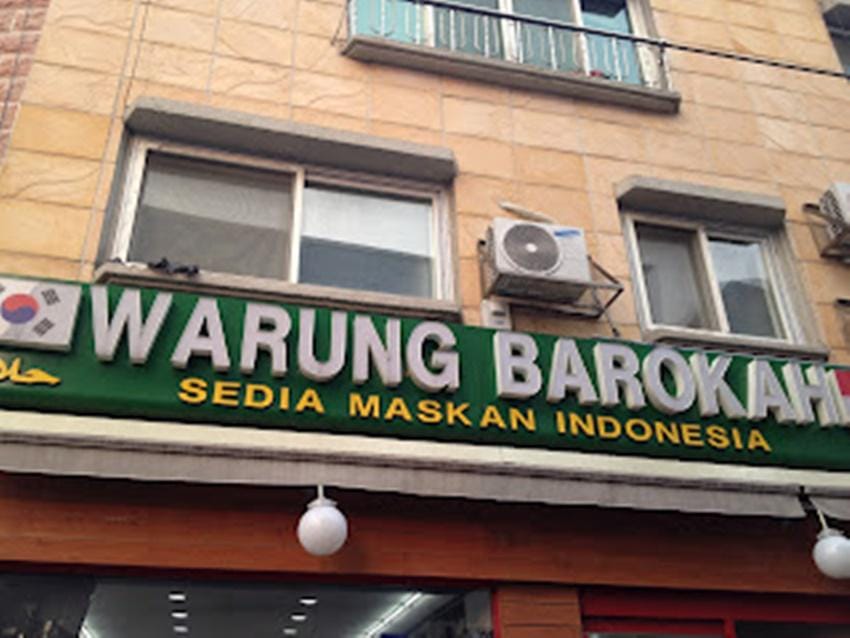 WARUNG BAROKAH
حلال
SEDIA MASKAN INDONESIA